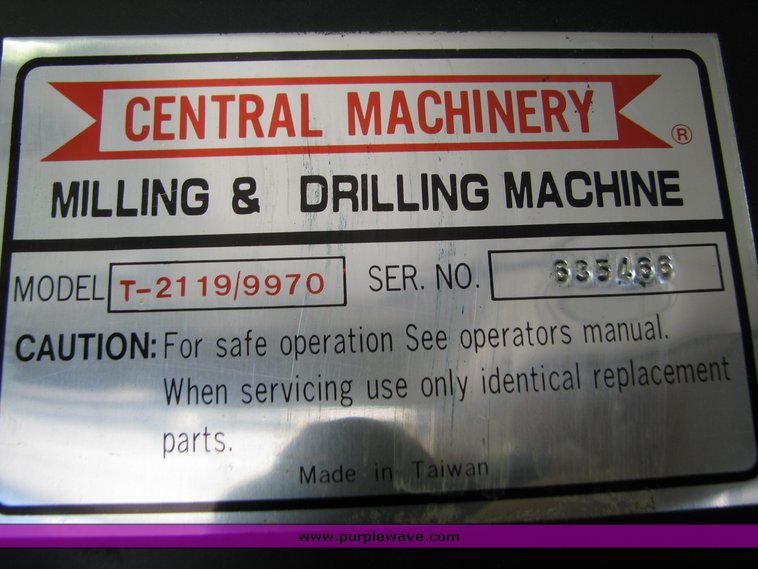 CENTRAL MACHINERY ®
MILLING & DRILLING MACHINE
MODEL T-2119/9970 SER. NO. 635466
CAUTION: For safe operation See operators manual.
When servicing use only identical replacement
parts.
Made in Taiwan
www.purplewave.com